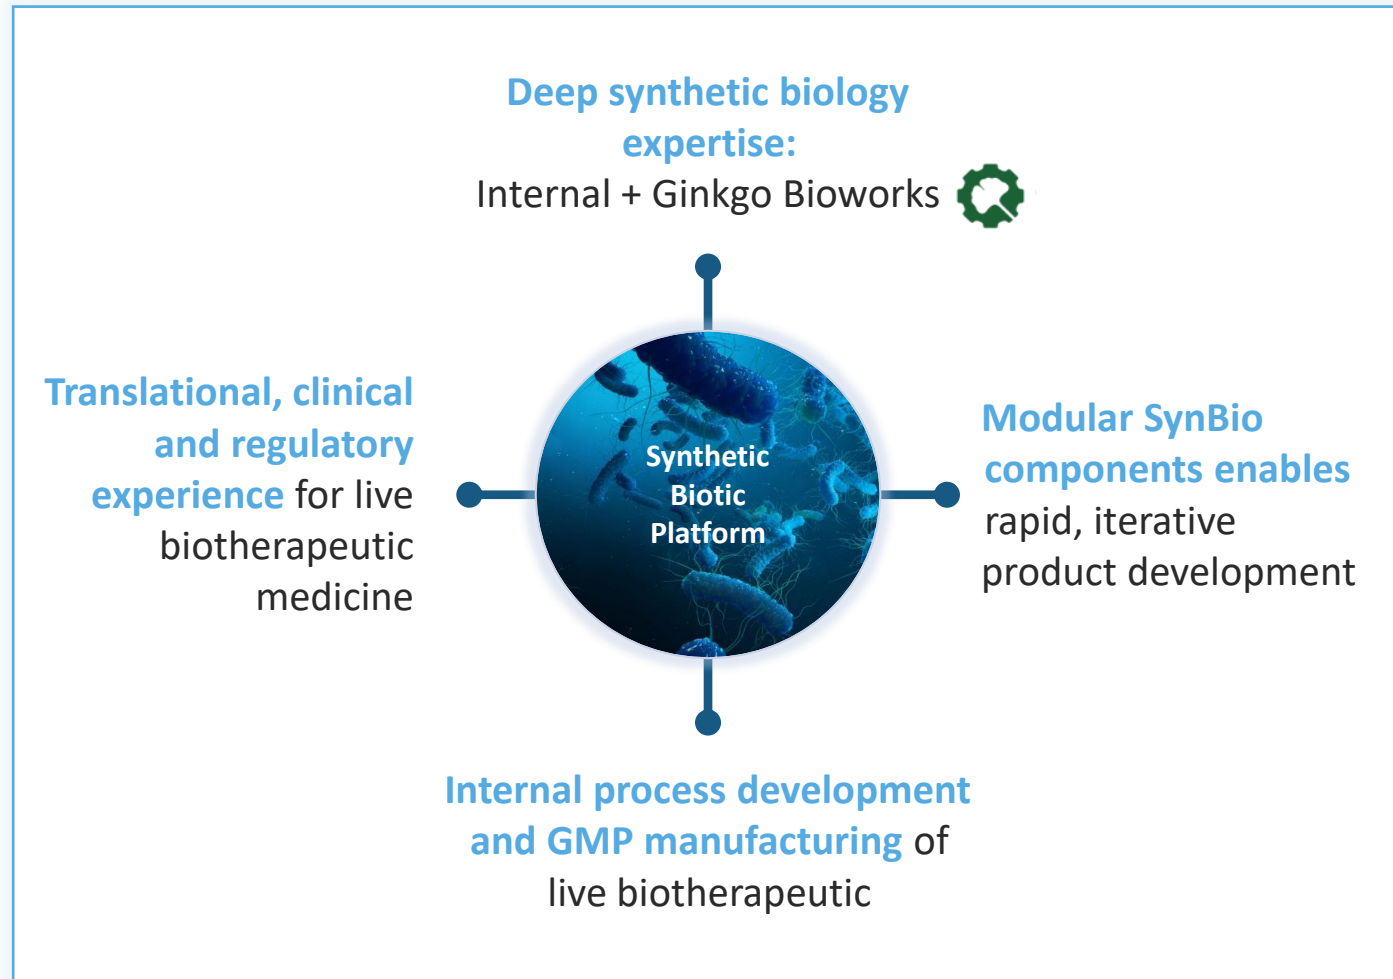 Deep synthetic biology
expertise:
Internal + Ginkgo Bioworks
Translational, clinical
and regulatory
experience for live
biotherapeutic
medicine
Synthetic
Biotic
Platform
Modular SynBio
components enables
rapid, iterative
product development
Internal process development
and GMP manufacturing of
live biotherapeutic